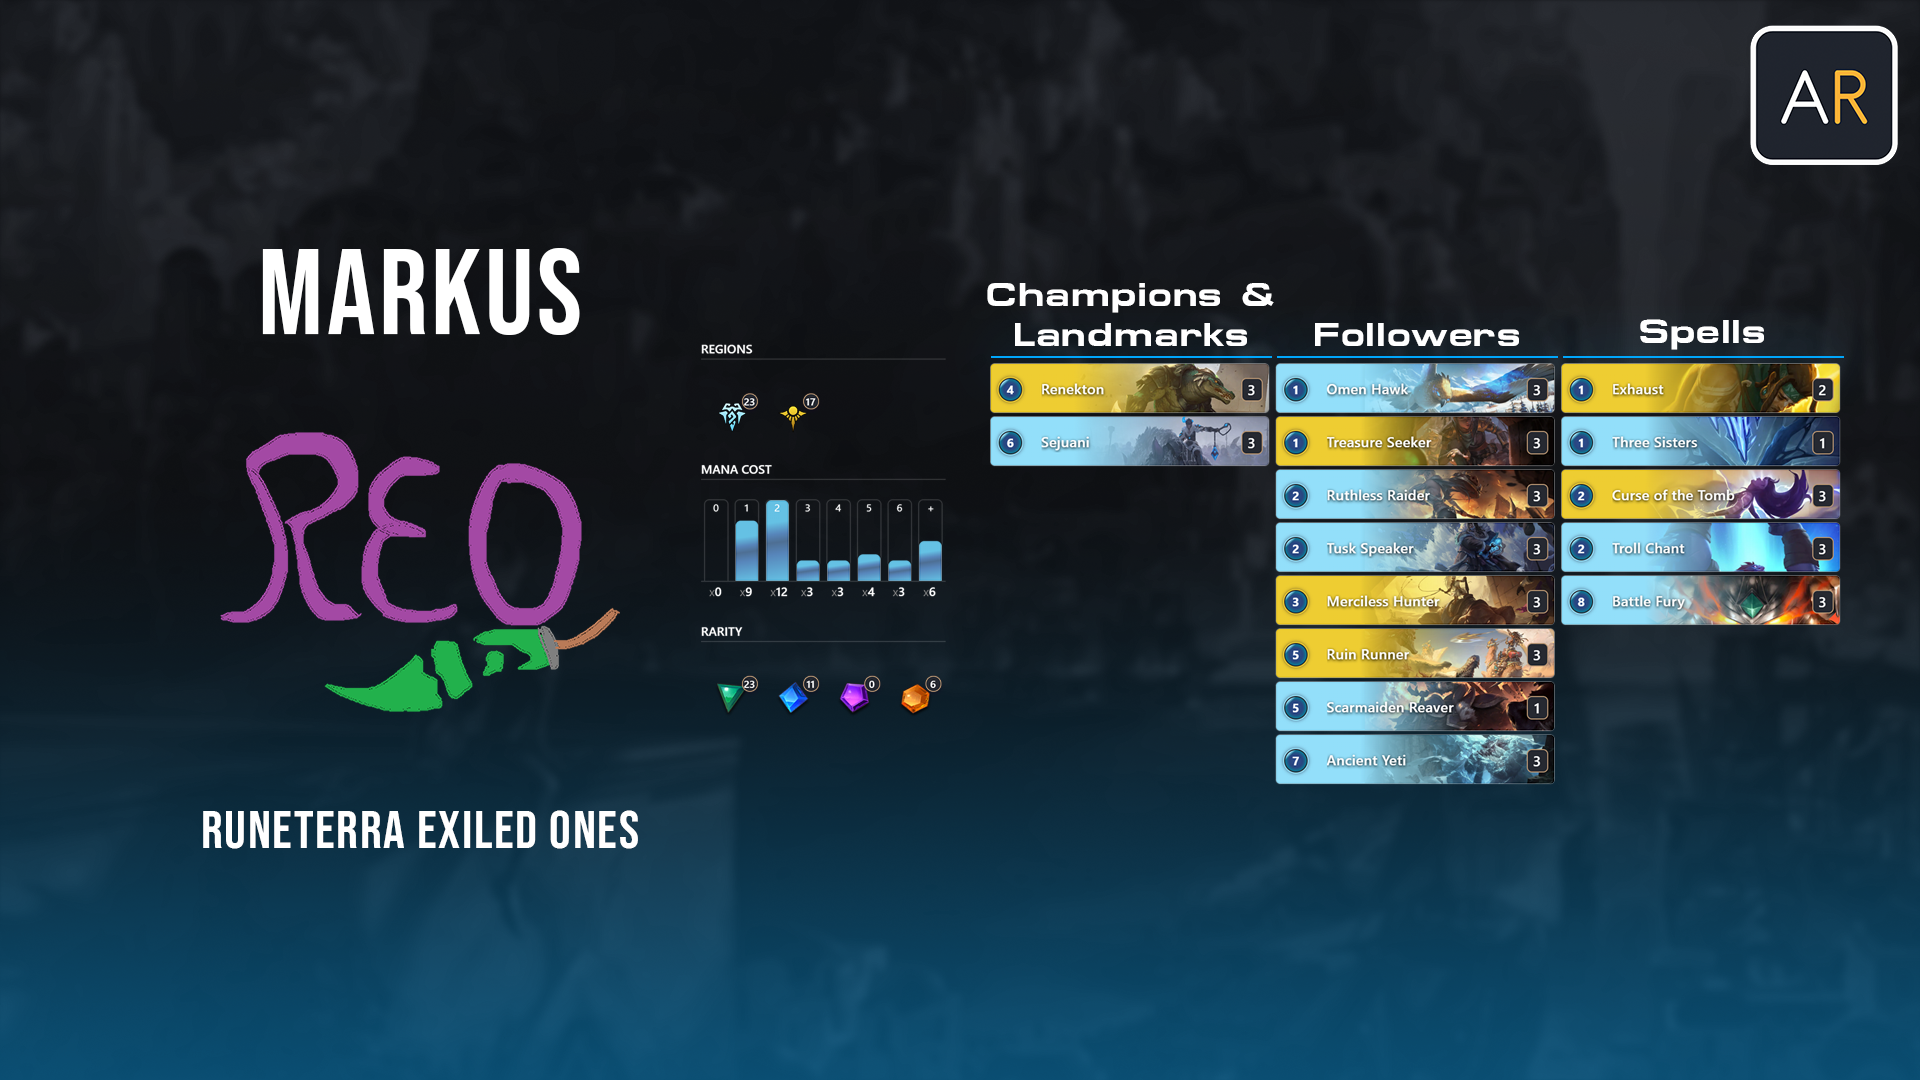 AR
MARKUS
REO
RUNETERRA EXILED ONES
REGIONS
23 17
MANA COST
0 1 2 3 4 5 6 +
x0 x9 x12 x3 x3 x4 x3 x6
RARITY
23 11 0 6
Champions &
Landmarks
4 Renekton 3
6 Sejuani 3
Followers
1 Omen Hawk 3
1 Treasure Seeker 3
2 Ruthless Raider 3
2 Tusk Speaker 3
3 Merciless Hunter 3
5 Ruin Runner 3
5 Scarmaiden Reaver 1
7 Ancient Yeti 3
Spells
1 Exhaust 2
1 Three Sisters 1
2 Curse of the Tomb 3
2 Troll Chant 3
8 Battle Fury 3